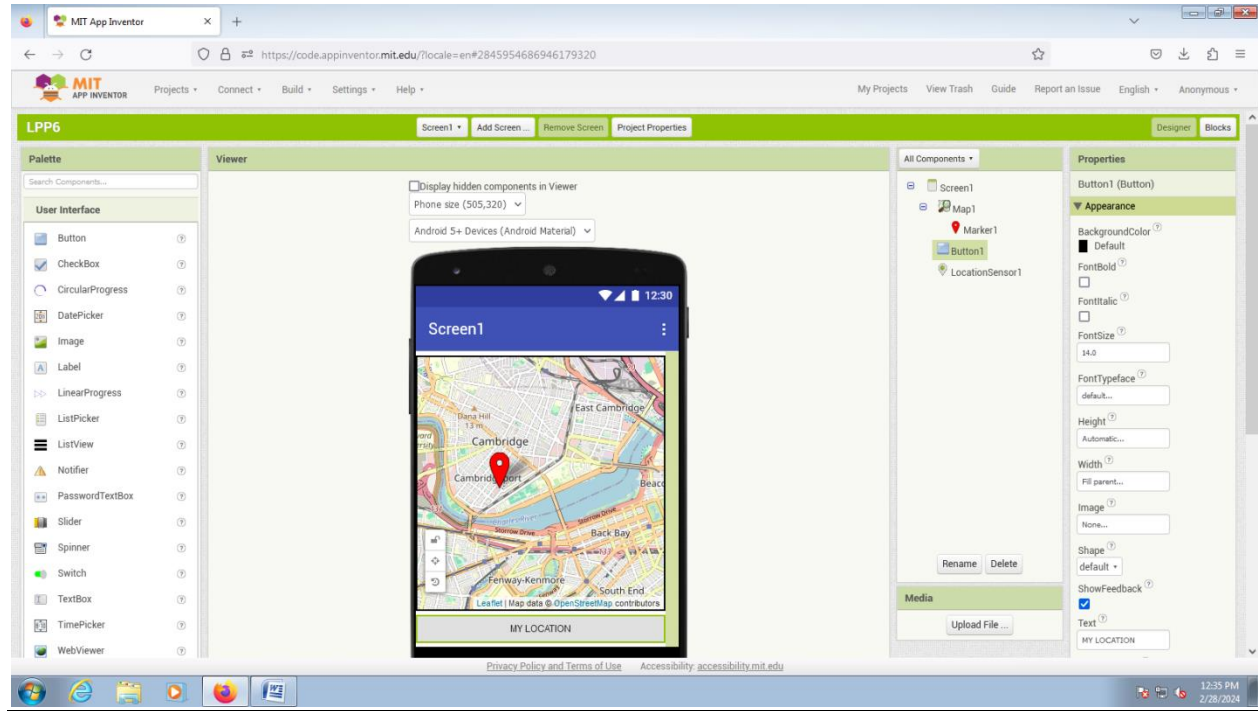 MIT App Inventor
https://code.appinventor.mit.edu/?locale=en#2845954686946179320
MIT
APP INVENTOR
Projects
Connect
Build
Settings
Help
My Projects
View Trash
Guide
Report an Issue
English
Anonymous
LPP6
Screen1
Add Screen ...
Remove Screen
Project Properties
Designer
Blocks
Palette
Search Components...
User Interface
Button
CheckBox
CircularProgress
DatePicker
Image
Label
LinearProgress
ListPicker
ListView
Notifier
PasswordTextBox
Slider
Spinner
Switch
TextBox
TimePicker
WebViewer
Viewer
Display hidden components in Viewer
Phone size (505,320)
Android 5+ Devices (Android Material)
12:30
Screen1
East Cambridge
Dana Hill
13 m
Cambridge
Back Bay
Storrow Drive
Fenway-Kenmore
South End
Leaflet | Map data © OpenStreetMap contributors
MY LOCATION
All Components
Screen1
Map1
Marker1
Button1
LocationSensor1
Rename
Delete
Media
Upload File ...
Properties
Button1 (Button)
Appearance
BackgroundColor
Default
FontBold
FontItalic
FontSize
14.0
FontTypeface
default...
Height
Automatic...
Width
Fill parent...
Image
None...
Shape
default
ShowFeedback
Text
MY LOCATION
Privacy Policy and Terms of Use
Accessibility: accessibility.mit.edu
12:35 PM
2/28/2024